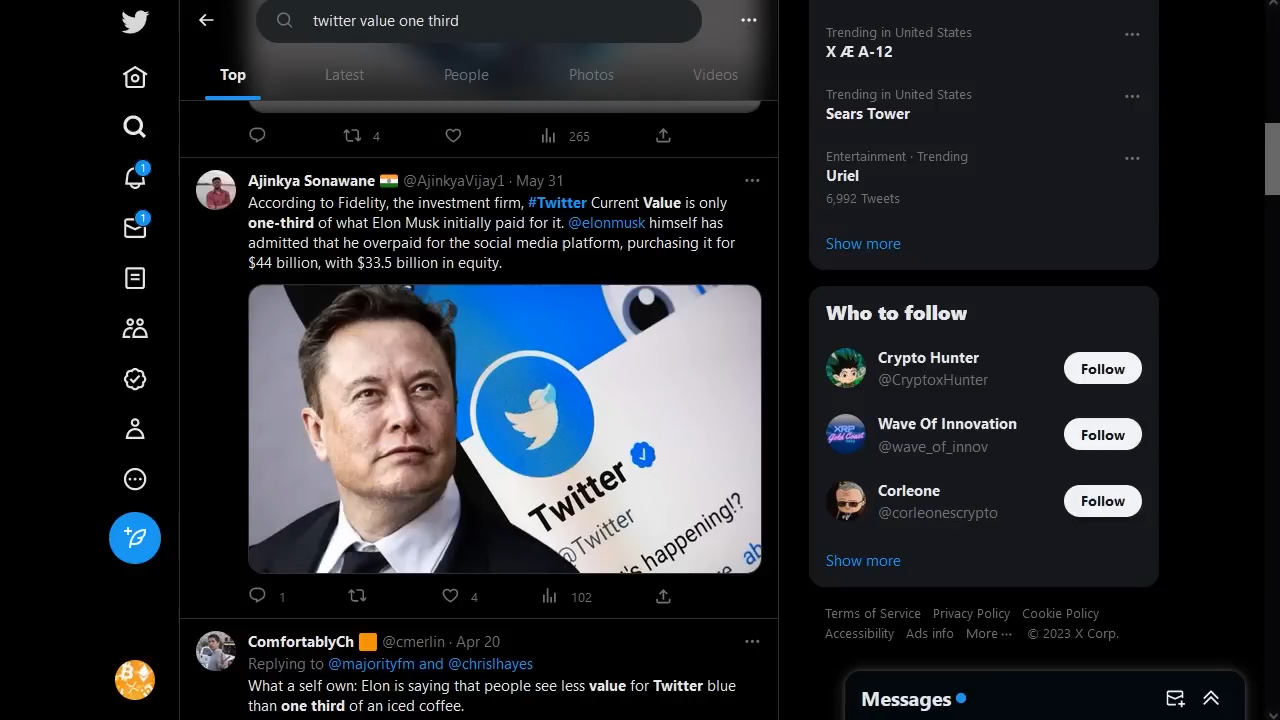 twitter value one third
Top
Latest
People
Photos
Videos
4
265
Ajinkya Sonawane 🇮🇳 @AjinkyaVijay1 · May 31
According to Fidelity, the investment firm, #Twitter Current Value is only
one-third of what Elon Musk initially paid for it. @elonmusk himself has
admitted that he overpaid for the social media platform, purchasing it for
$44 billion, with $33.5 billion in equity.
Twitter
@Twitter
happening!?
1
4
102
ComfortablyCh 🟧 @cmerlin · Apr 20
Replying to @majorityfm and @chrislhayes
What a self own: Elon is saying that people see less value for Twitter blue
than one third of an iced coffee.
1
1
Trending in United States
X Æ A-12
Trending in United States
Sears Tower
Entertainment · Trending
Uriel
6,992 Tweets
Show more
Who to follow
Crypto Hunter
@CryptoxHunter
Follow
Wave Of Innovation
@wave_of_innov
Follow
XRP
Gold Coast
Corleone
@corleonescrypto
Follow
Show more
Terms of Service Privacy Policy Cookie Policy
Accessibility Ads info More ··· © 2023 X Corp.
Messages